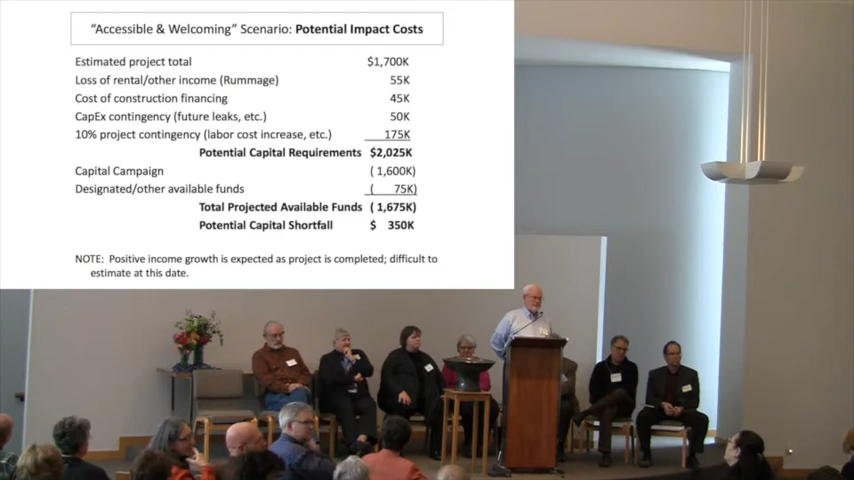 “Accessible & Welcoming” Scenario: Potential Impact Costs
Estimated project total $1,700K
Loss of rental/other income (Rummage) 55K
Cost of construction financing 45K
CapEx contingency (future leaks, etc.) 50K
10% project contingency (labor cost increase, etc.) 175K
Potential Capital Requirements $2,025K
Capital Campaign ( 1,600K)
Designated/other available funds ( 75K)
Total Projected Available Funds ( 1,675K)
Potential Capital Shortfall $ 350K
NOTE: Positive income growth is expected as project is completed; difficult to
estimate at this date.